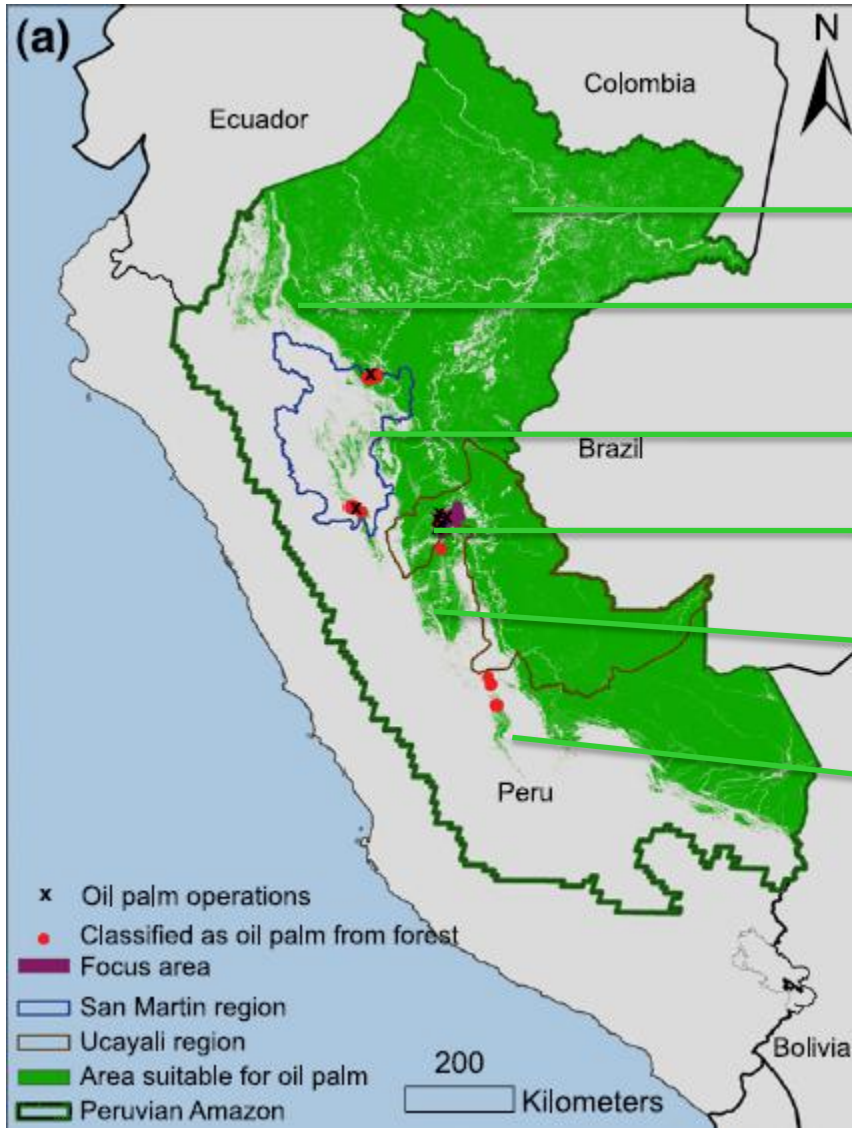 (a)
N
Colombia
Ecuador
Brazil
Peru
x Oil palm operations
Classified as oil palm from forest
Focus area
San Martin region
Ucayali region
Area suitable for oil palm
Peruvian Amazon
200
Kilometers
Bolivia